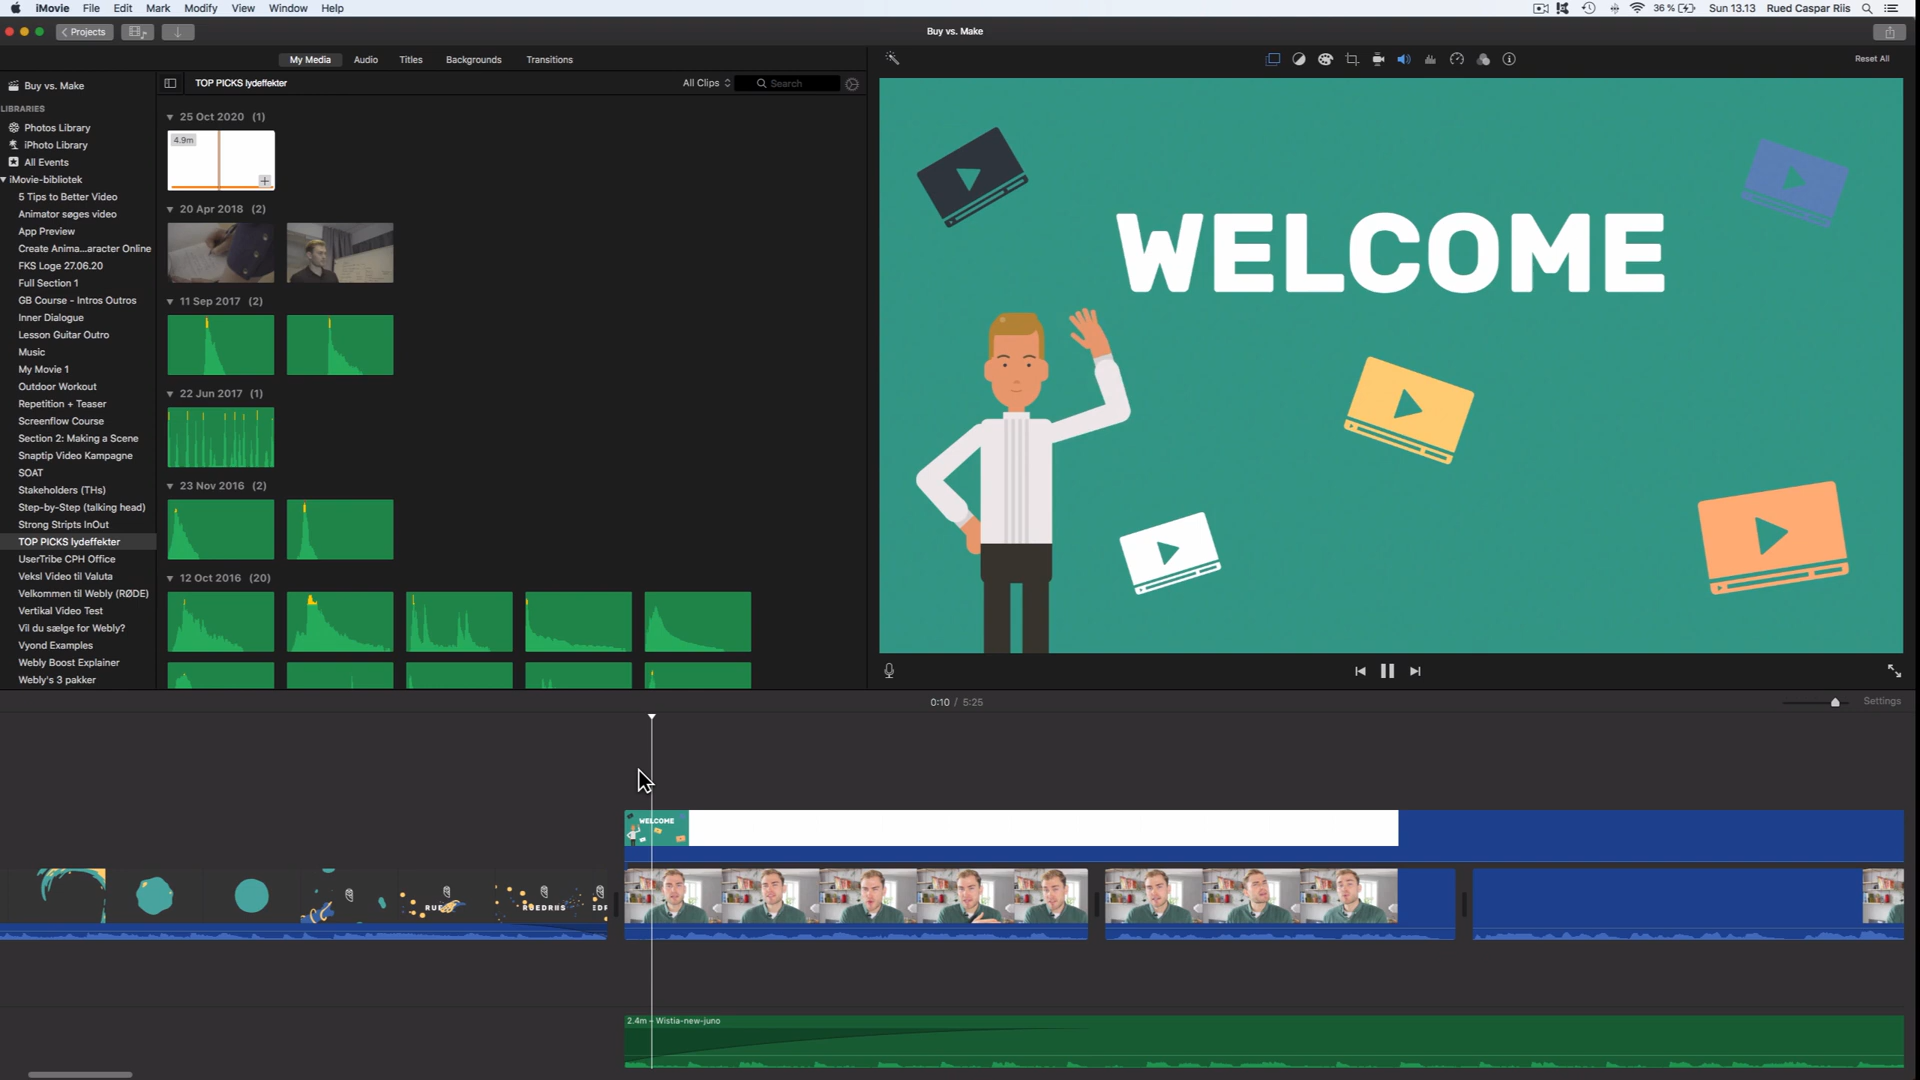 iMovie File Edit Mark Modify View Window Help
36 % Sun 13.13 Rued Caspar Riis
Projects
Buy vs. Make
My Media Audio Titles Backgrounds Transitions
Reset All
Buy vs. Make
TOP PICKS lydeffekter
All Clips
Search
LIBRARIES
Photos Library
iPhoto Library
All Events
iMovie-bibliotek
5 Tips to Better Video
Animator søges video
App Preview
Create Anima...aracter Online
FKS Loge 27.06.20
Full Section 1
GB Course - Intros Outros
Inner Dialogue
Lesson Guitar Outro
Music
My Movie 1
Outdoor Workout
Repetition + Teaser
Screenflow Course
Section 2: Making a Scene
Snaptip Video Kampagne
SOAT
Stakeholders (THs)
Step-by-Step (talking head)
Strong Stripts InOut
TOP PICKS lydeffekter
UserTribe CPH Office
Veksl Video til Valuta
Velkommen til Webly (RØDE)
Vertikal Video Test
Vil du sælge for Webly?
Vyond Examples
Webly Boost Explainer
Webly's 3 pakker
25 Oct 2020 (1)
4.9m
20 Apr 2018 (2)
11 Sep 2017 (2)
22 Jun 2017 (1)
23 Nov 2016 (2)
12 Oct 2016 (20)
WELCOME
0:10 / 5:25
Settings
WELCOME
RUE
RUEDRIIS
EDR
2.4m - Wistia-new-juno